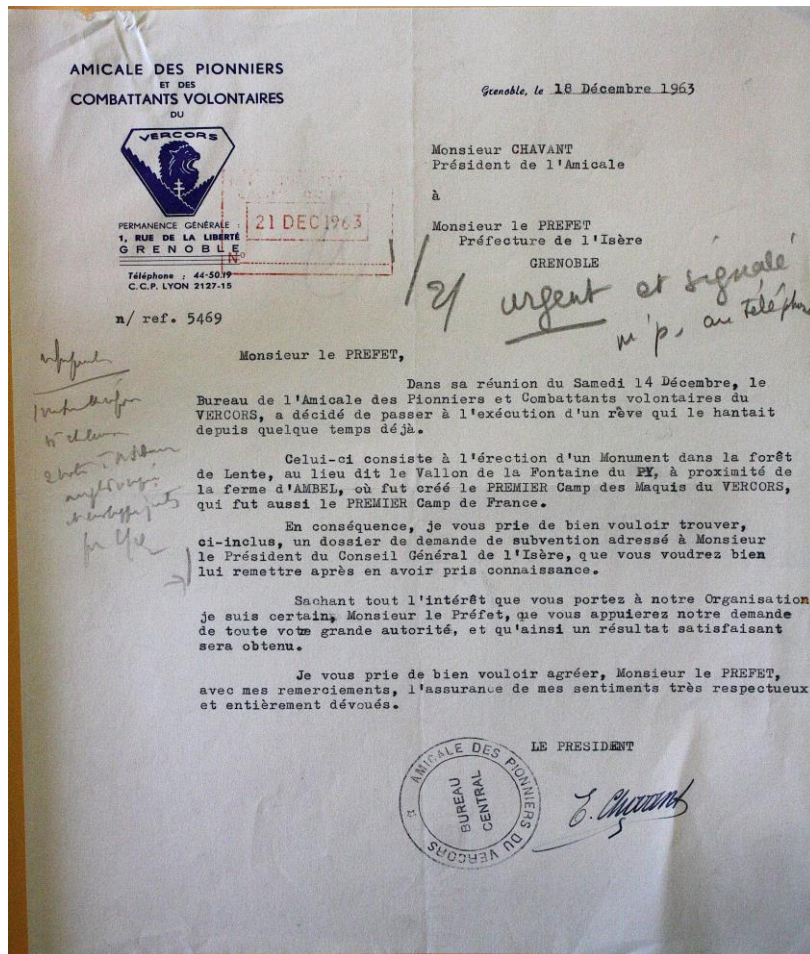 AMICALE DES PIONNIERS
ET DES
COMBATTANTS VOLONTAIRES
DU
VERCORS
PERMANENCE GÉNÉRALE :
1, RUE DE LA LIBERTÉ
GRENOBLE
Téléphone : 44-50.19
C.C.P. LYON 2127-15
21 DEC 1963
N°
n/ ref. 5469
Grenoble, le 18 Décembre 1963
Monsieur CHAVANT
Président de l'Amicale
à
Monsieur le PREFET
Préfecture de l'Isère
GRENOBLE
2/ urgent et signalé
au Téléphone
Monsieur le PREFET,
Dans sa réunion du Samedi 14 Décembre, le
Bureau de l'Amicale des Pionniers et Combattants volontaires du
VERCORS, a décidé de passer à l'exécution d'un rêve qui le hantait
depuis quelque temps déjà.
Celui-ci consiste à l'érection d'un Monument dans la forêt
de Lente, au lieu dit le Vallon de la Fontaine du PY, à proximité de
la ferme d'AMBEL, où fut créé le PREMIER Camp des Maquis du VERCORS,
qui fut aussi le PREMIER Camp de France.
En conséquence, je vous prie de bien vouloir trouver,
ci-inclus, un dossier de demande de subvention adressé à Monsieur
le Président du Conseil Général de l'Isère, que vous voudrez bien
lui remettre après en avoir pris connaissance.
Sachant tout l'intérêt que vous portez à notre Organisation
je suis certain, Monsieur le Préfet, que vous appuierez notre demande
de toute votre grande autorité, et qu'ainsi un résultat satisfaisant
sera obtenu.
Je vous prie de bien vouloir agréer, Monsieur le PREFET,
avec mes remerciements, l'assurance de mes sentiments très respectueux
et entièrement dévoués.
LE PRESIDENT
AMICALE DES PIONNIERS DU VERCORS
BUREAU
CENTRAL
E. Chavant